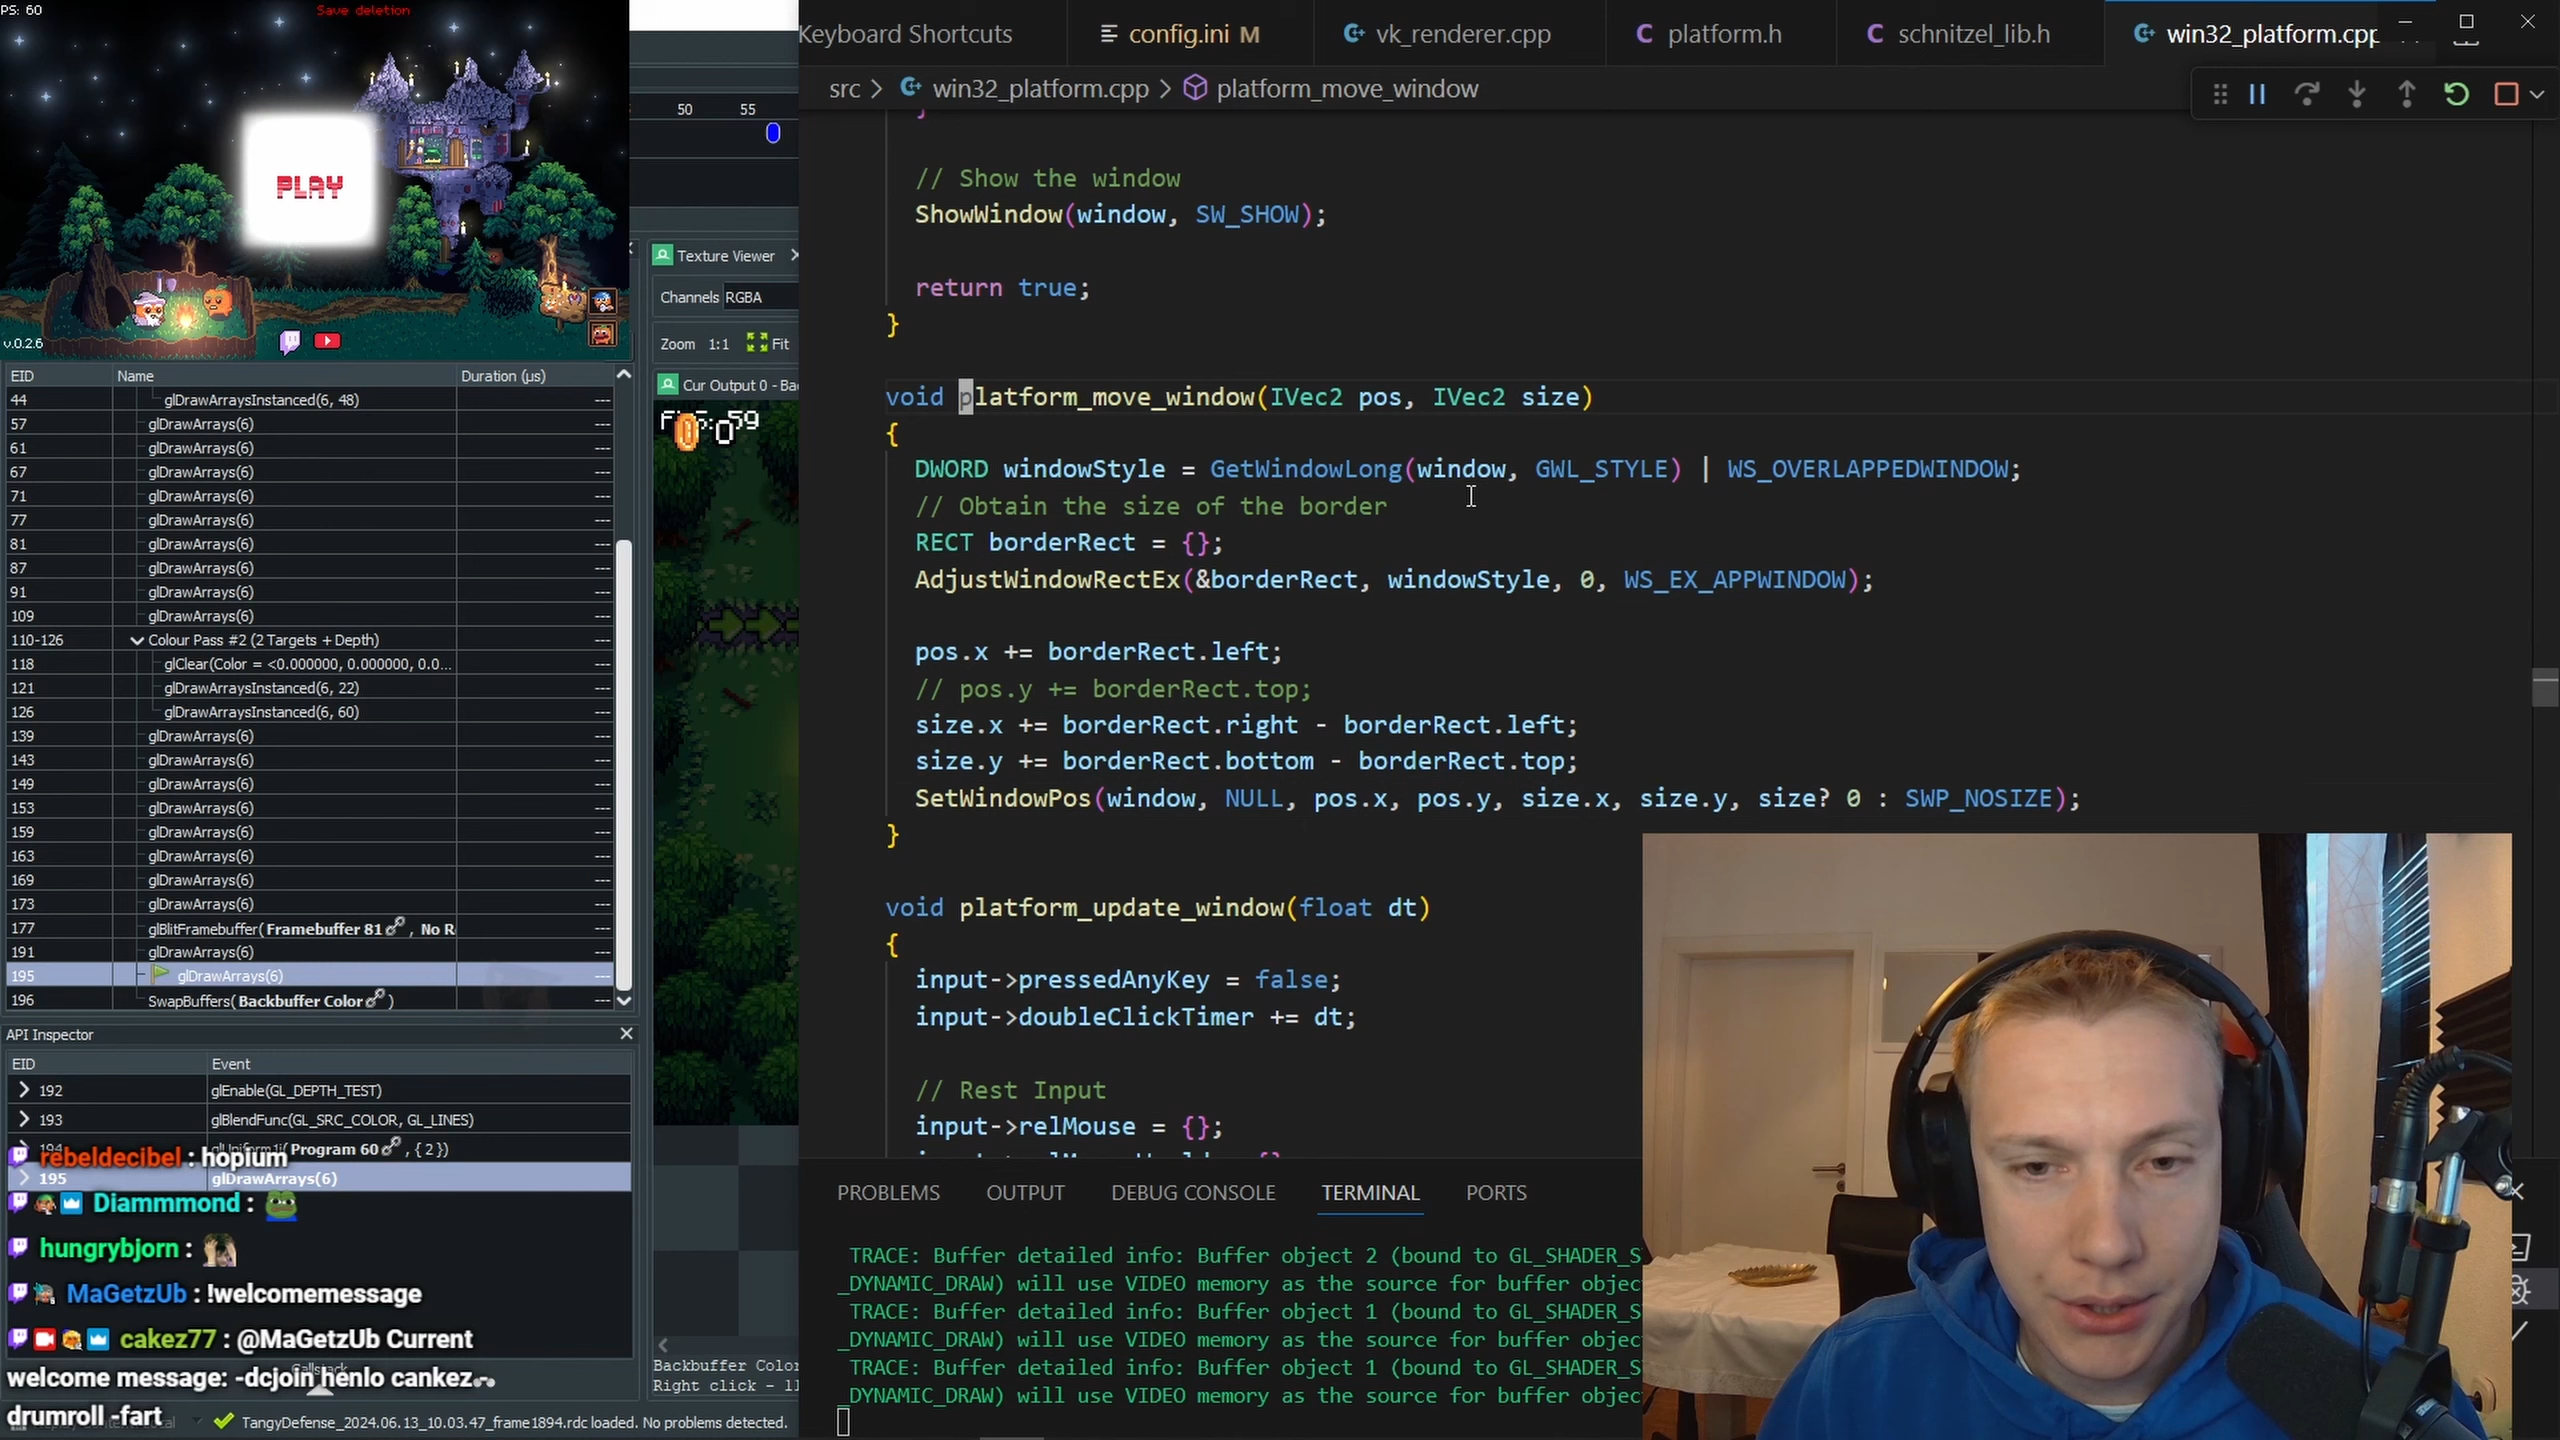 PS: 60
Save deletion
PLAY
v.0.2.6
EID
Name
Duration (µs)
44
glDrawArraysInstanced(6, 48)
---
57
glDrawArrays(6)
---
61
glDrawArrays(6)
---
67
glDrawArrays(6)
---
71
glDrawArrays(6)
---
77
glDrawArrays(6)
---
81
glDrawArrays(6)
---
87
glDrawArrays(6)
---
91
glDrawArrays(6)
---
109
glDrawArrays(6)
---
110-126
Colour Pass #2 (2 Targets + Depth)
---
118
glClear(Color = <0.000000, 0.000000, 0.0...
---
121
glDrawArraysInstanced(6, 22)
---
126
glDrawArraysInstanced(6, 60)
---
139
glDrawArrays(6)
---
143
glDrawArrays(6)
---
149
glDrawArrays(6)
---
153
glDrawArrays(6)
---
159
glDrawArrays(6)
---
163
glDrawArrays(6)
---
169
glDrawArrays(6)
---
173
glDrawArrays(6)
---
177
glBlitFramebuffer( Framebuffer 81 , No R
---
191
glDrawArrays(6)
---
195
glDrawArrays(6)
---
196
SwapBuffers( Backbuffer Color )
---
API Inspector
EID
Event
192
glEnable(GL_DEPTH_TEST)
193
glBlendFunc(GL_SRC_COLOR, GL_LINES)
194
glUniform1i( Program 60 , { 2 })
195
glDrawArrays(6)
rebeldecibel : hopium
Diammmond :
hungrybjorn :
MaGetzUb : !welcomemessage
cakez77 : @MaGetzUb Current
welcome message: -dcjoin henlo cankez
drumroll -fart
Callstack
TangyDefense_2024.06.13_10.03.47_frame1894.rdc loaded. No problems detected.
50
55
Texture Viewer
Channels
RGBA
Zoom
1:1
Fit
Cur Output 0 - Ba
59
Backbuffer Color
Right click - 11
Keyboard Shortcuts
config.ini M
vk_renderer.cpp
platform.h
schnitzel_lib.h
win32_platform.cpp
src > win32_platform.cpp > platform_move_window
// Show the window
ShowWindow(window, SW_SHOW);
return true;
}
void platform_move_window(IVec2 pos, IVec2 size)
{
DWORD windowStyle = GetWindowLong(window, GWL_STYLE) | WS_OVERLAPPEDWINDOW;
// Obtain the size of the border
RECT borderRect = {};
AdjustWindowRectEx(&borderRect, windowStyle, 0, WS_EX_APPWINDOW);
pos.x += borderRect.left;
// pos.y += borderRect.top;
size.x += borderRect.right - borderRect.left;
size.y += borderRect.bottom - borderRect.top;
SetWindowPos(window, NULL, pos.x, pos.y, size.x, size.y, size? 0 : SWP_NOSIZE);
}
void platform_update_window(float dt)
{
input->pressedAnyKey = false;
input->doubleClickTimer += dt;
// Rest Input
input->relMouse = {};
PROBLEMS
OUTPUT
DEBUG CONSOLE
TERMINAL
PORTS
TRACE: Buffer detailed info: Buffer object 2 (bound to GL_SHADER_S
_DYNAMIC_DRAW) will use VIDEO memory as the source for buffer objec
TRACE: Buffer detailed info: Buffer object 1 (bound to GL_SHADER_S
_DYNAMIC_DRAW) will use VIDEO memory as the source for buffer objec
TRACE: Buffer detailed info: Buffer object 1 (bound to GL_SHADER_S
_DYNAMIC_DRAW) will use VIDEO memory as the source for buffer objec